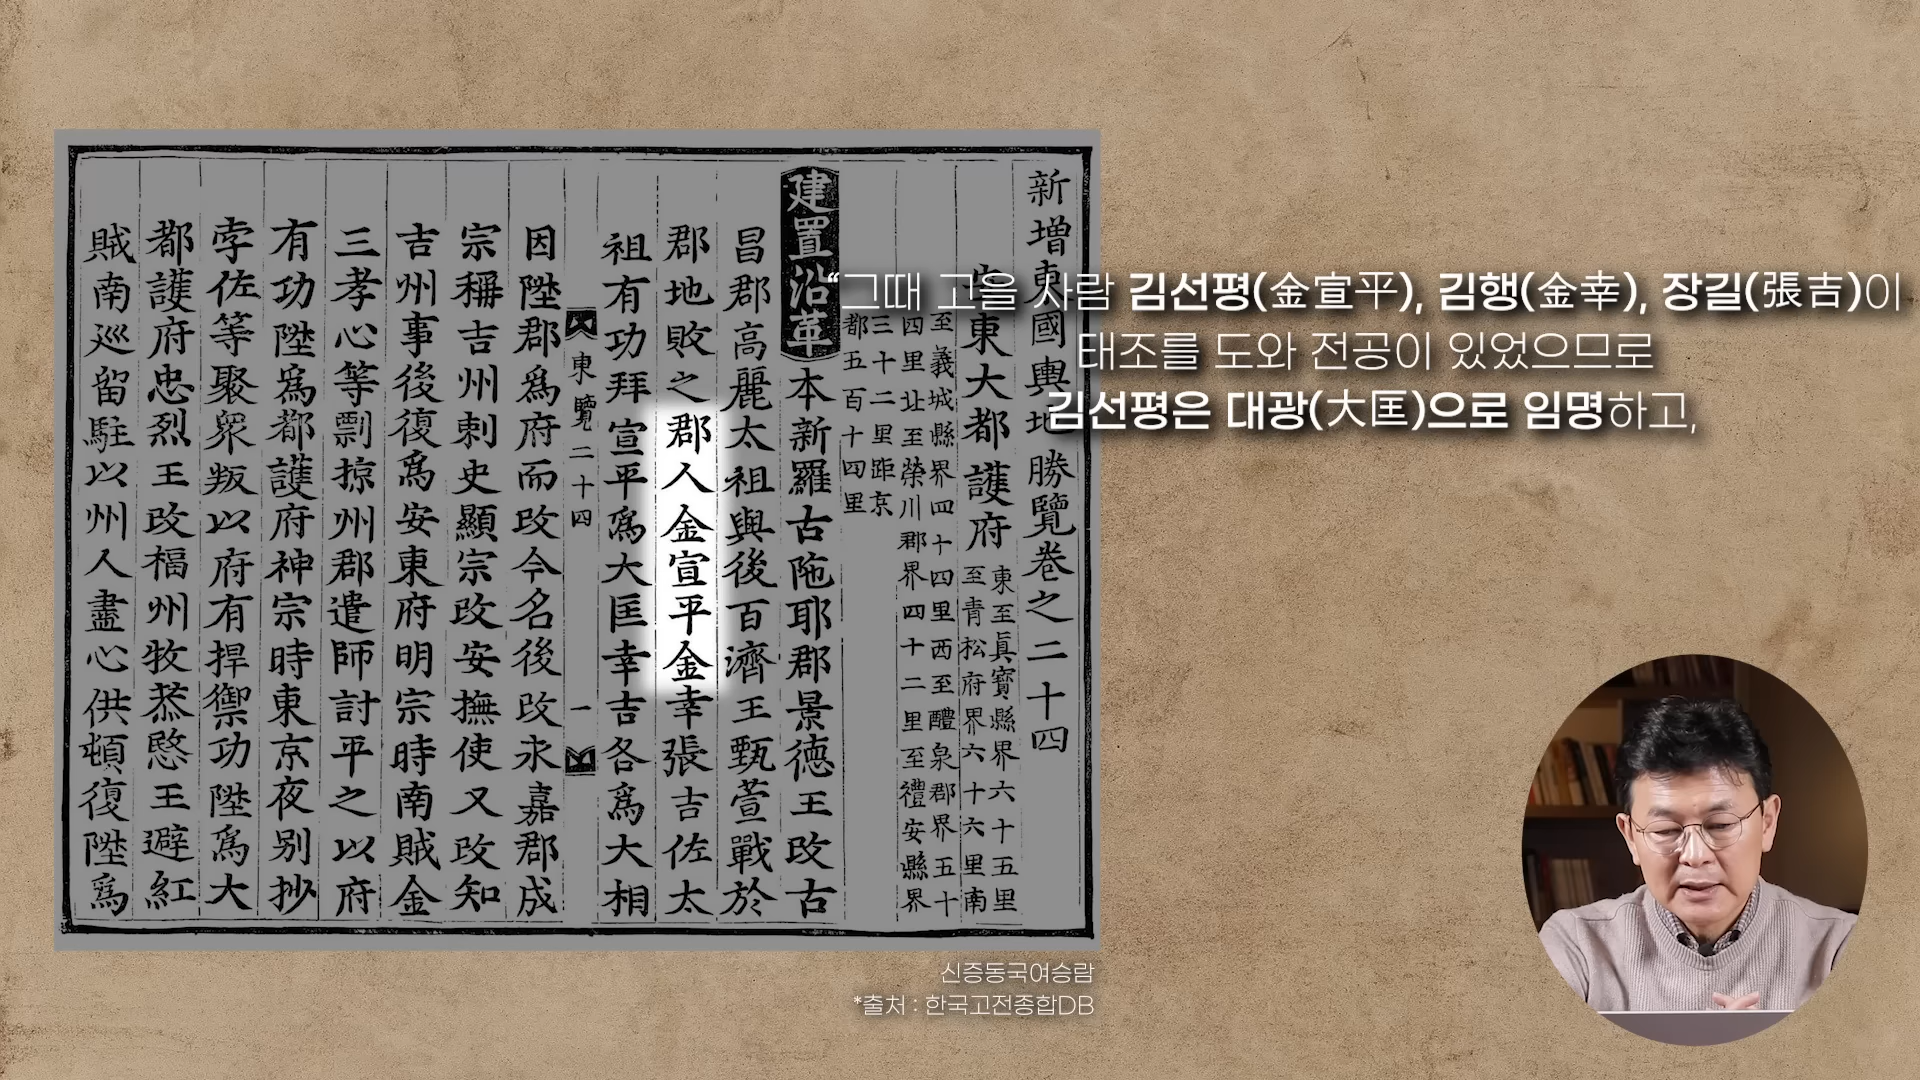 新增東國輿地勝覽卷之二十四
東大都護府 東至眞寶縣界六十五里
至靑松府界六十六里南
至義城縣界四十四里西至醴泉郡界五十
四里北至榮川郡界四十二里至禮安縣界
三十二里距京
都五百十四里
建置沿革 本新羅古陁耶郡景德王改古
昌郡高麗太祖與後百濟王甄萱戰於
郡地敗之郡人金宣平金幸張吉佐太
祖有功拜宣平爲大匡幸吉各爲大相
東覽二十四 一
因陞郡爲府而改今名後改永嘉郡成
宗稱吉州刺史顯宗改安撫使又改知
吉州事後復爲安東府明宗時南賊金
三孝心等剽掠州郡遣師討平之以府
有功陞爲都護府神宗時東京夜別抄
孛佐等聚衆叛以府有捍禦功陞爲大
都護府忠烈王改福州牧恭愍王避紅
賊南巡留駐以州人盡心供頓復陞爲
“그때 고을 사람 김선평(金宣平), 김행(金幸), 장길(張吉)이
태조를 도와 전공이 있었으므로
김선평은 대광(大匡)으로 임명하고,
신증동국여승람
*출처 : 한국고전종합DB